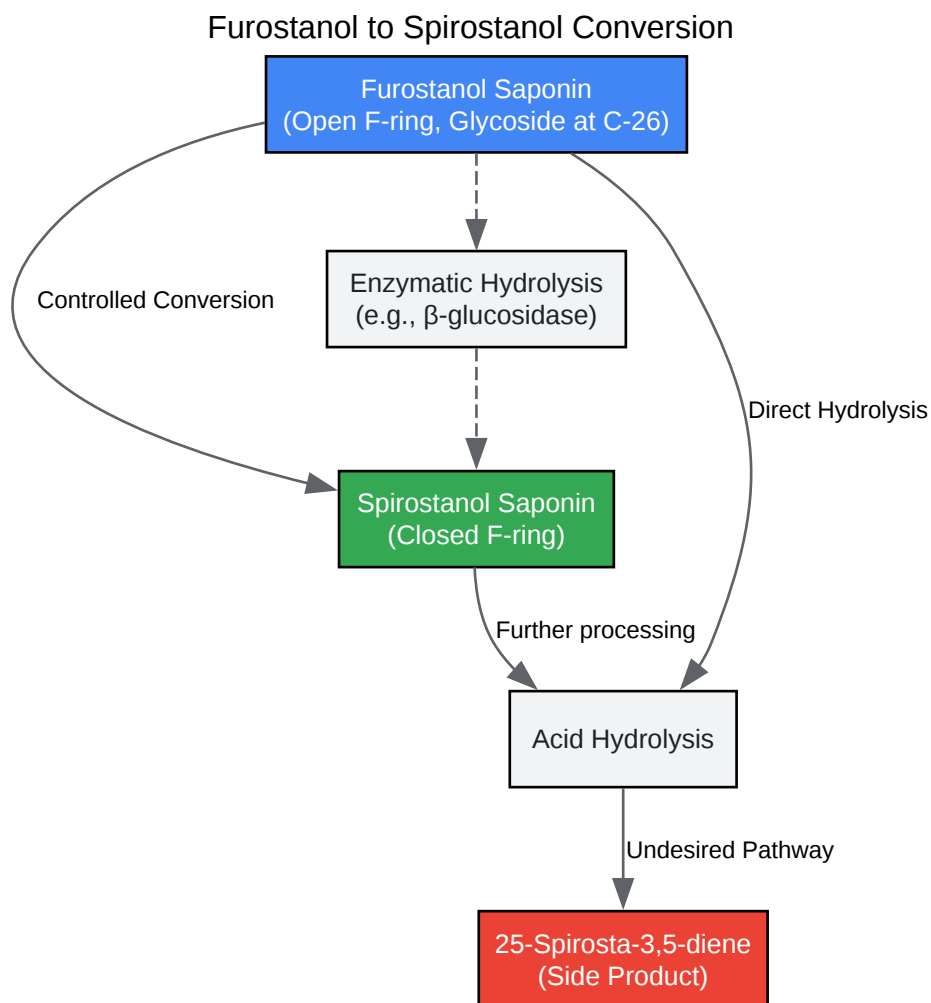 Furostanol to Spirostanol Conversion
Furostanol Saponin
(Open F-ring, Glycoside at C-26)
Enzymatic Hydrolysis
(e.g., β-glucosidase)
Controlled Conversion
Direct Hydrolysis
Spirostanol Saponin
(Closed F-ring)
Further processing
Acid Hydrolysis
Undesired Pathway
25-Spirosta-3,5-diene
(Side Product)